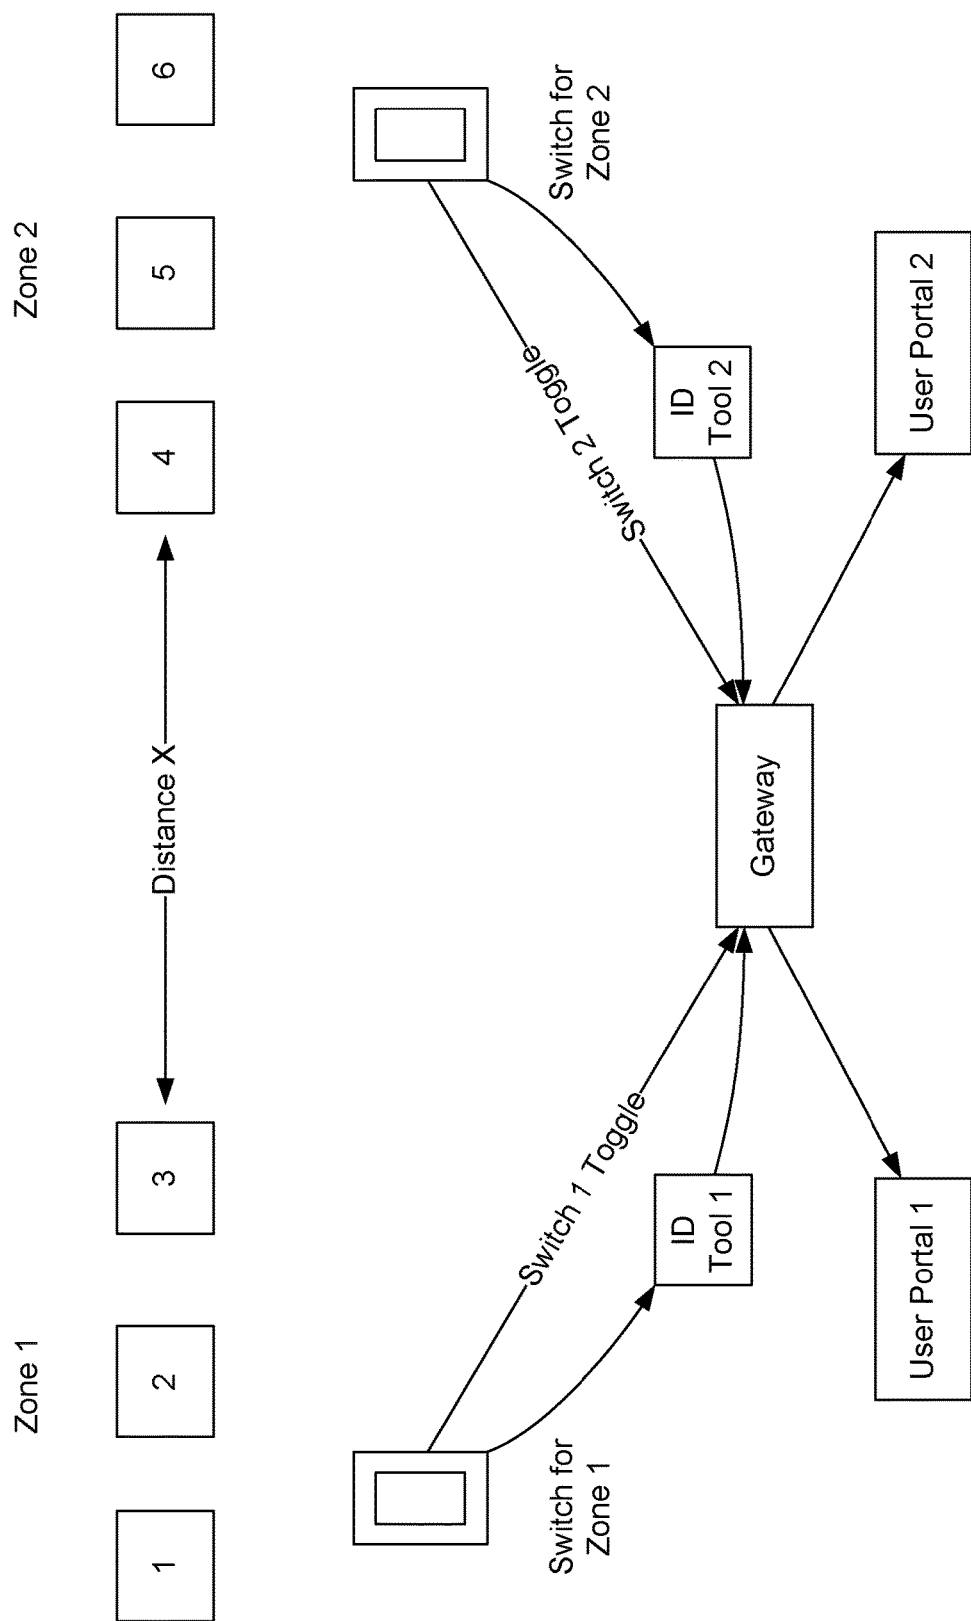 Zone 1
Zone 2
1
2
3
Distance X
4
5
6
Switch for
Zone 1
Switch 1 Toggle
Switch 2 Toggle
Switch for
Zone 2
ID
Tool 1
ID
Tool 2
Gateway
User Portal 1
User Portal 2